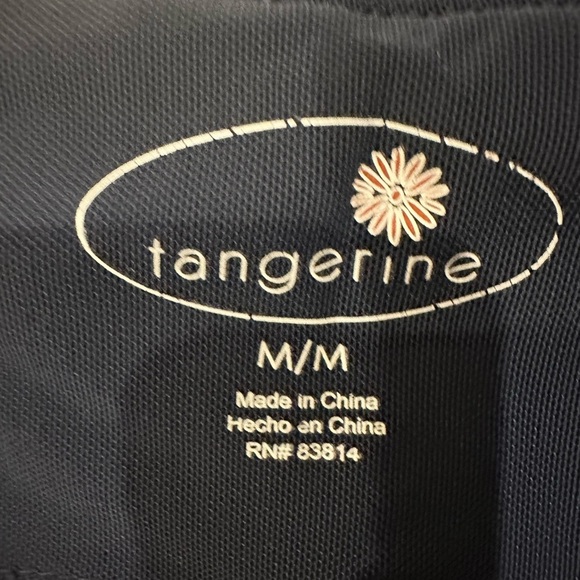 tangerine
M/M
Made in China
Hecho en China
RN# 83814